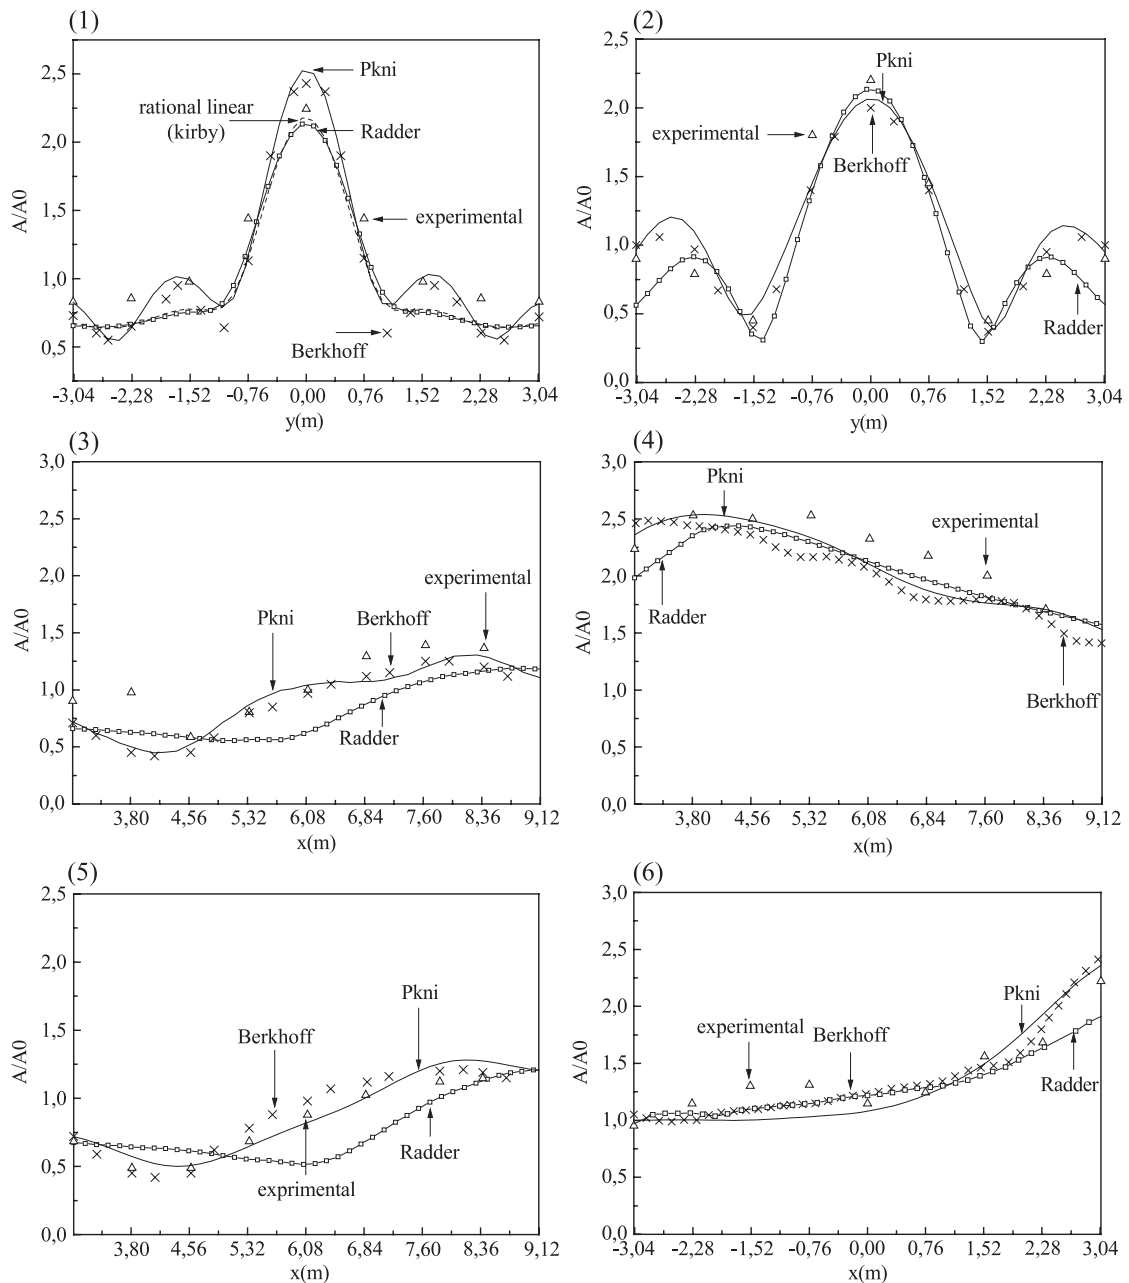 (1)
2,5
2,0
1,5
1,0
0,5
A/A0
Pkni
rational linear
(kirby)
Radder
experimental
Berkhoff
-3,04 -2,28 -1,52 -0,76 0,00 0,76 1,52 2,28 3,04
y(m)
(2)
2,5
2,0
1,5
1,0
0,5
0,0
A/A0
Pkni
experimental
Berkhoff
Radder
-3,04 -2,28 -1,52 -0,76 0,00 0,76 1,52 2,28 3,04
y(m)
(3)
3,0
2,5
2,0
1,5
1,0
0,5
0,0
A/A0
experimental
Pkni
Berkhoff
Radder
3,80 4,56 5,32 6,08 6,84 7,60 8,36 9,12
x(m)
(4)
3,0
2,5
2,0
1,5
1,0
0,5
0,0
A/A0
Pkni
experimental
Radder
Berkhoff
3,80 4,56 5,32 6,08 6,84 7,60 8,36 9,12
x(m)
(5)
2,5
2,0
1,5
1,0
0,5
0,0
A/A0
Pkni
Berkhoff
Radder
exprimental
3,80 4,56 5,32 6,08 6,84 7,60 8,36 9,12
x(m)
(6)
3,0
2,5
2,0
1,5
1,0
0,5
0,0
A/A0
Pkni
experimental
Berkhoff
Radder
-3,04 -2,28 -1,52 -0,76 0,00 0,76 1,52 2,28 3,04
x(m)